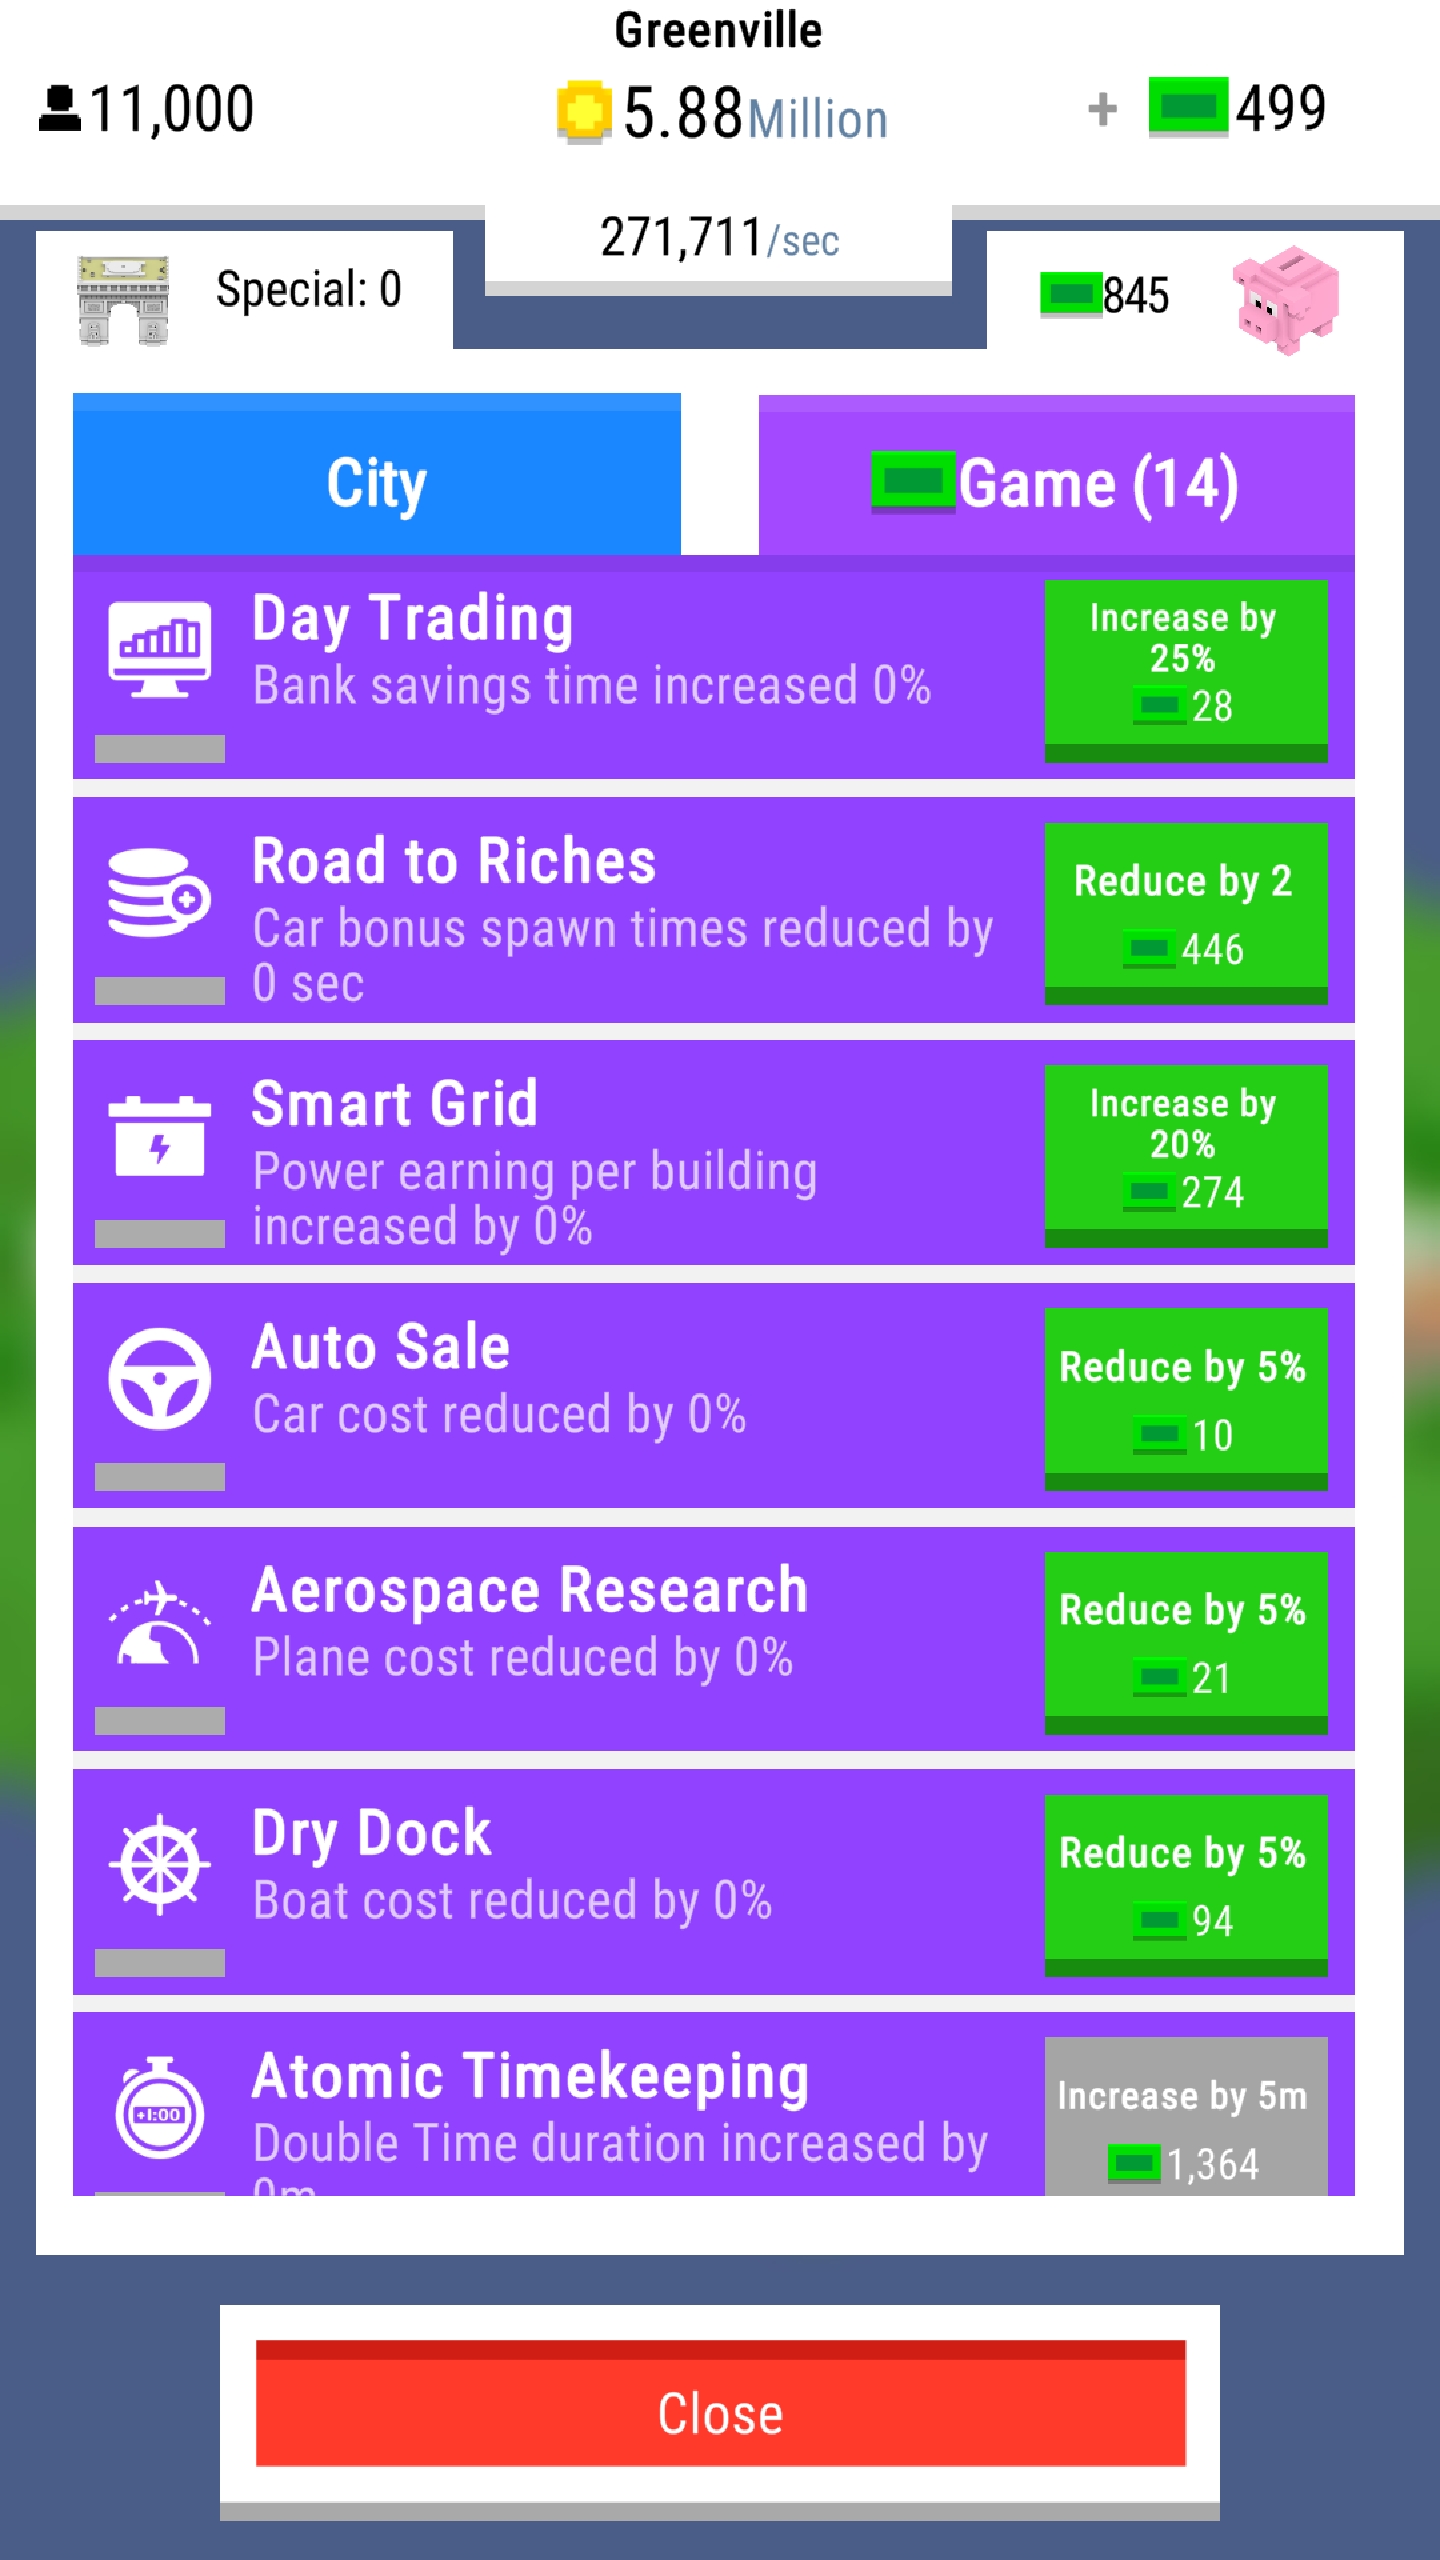 Greenville
11,000
5.88Million
+ 499
271,711/sec
Special: 0
845
City
Game (14)
Day Trading
Bank savings time increased 0%
Increase by
25%
28
Road to Riches
Car bonus spawn times reduced by
0 sec
Reduce by 2
446
Smart Grid
Power earning per building
increased by 0%
Increase by
20%
274
Auto Sale
Car cost reduced by 0%
Reduce by 5%
10
Aerospace Research
Plane cost reduced by 0%
Reduce by 5%
21
Dry Dock
Boat cost reduced by 0%
Reduce by 5%
94
+1:00
Atomic Timekeeping
Double Time duration increased by
0m
Increase by 5m
1,364
Close